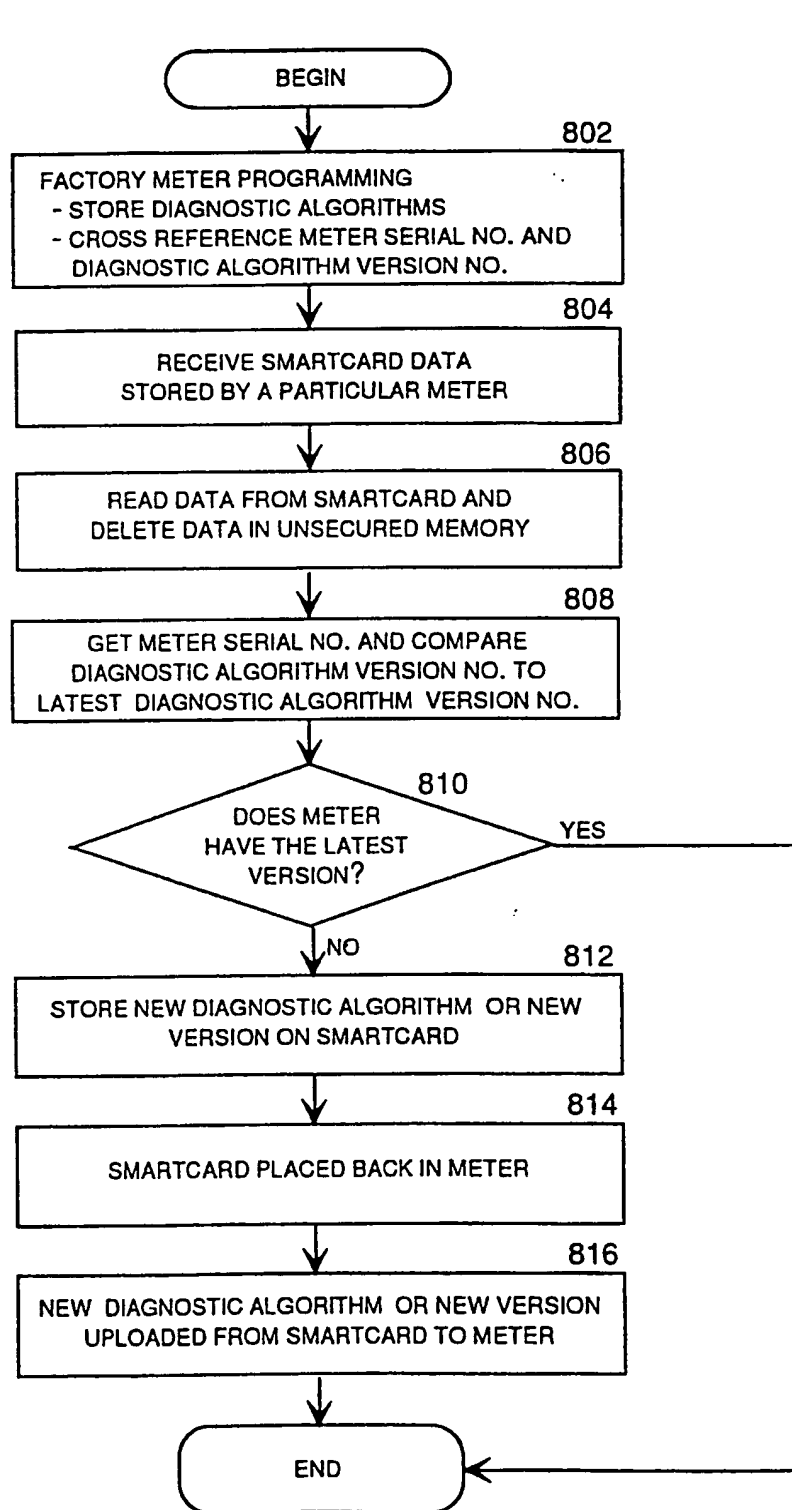 BEGIN
802
FACTORY METER PROGRAMMING
- STORE DIAGNOSTIC ALGORITHMS
- CROSS REFERENCE METER SERIAL NO. AND
DIAGNOSTIC ALGORITHM VERSION NO.
804
RECEIVE SMARTCARD DATA
STORED BY A PARTICULAR METER
806
READ DATA FROM SMARTCARD AND
DELETE DATA IN UNSECURED MEMORY
808
GET METER SERIAL NO. AND COMPARE
DIAGNOSTIC ALGORITHM VERSION NO. TO
LATEST DIAGNOSTIC ALGORITHM VERSION NO.
810
DOES METER
HAVE THE LATEST
VERSION?
YES
NO
812
STORE NEW DIAGNOSTIC ALGORITHM OR NEW
VERSION ON SMARTCARD
814
SMARTCARD PLACED BACK IN METER
816
NEW DIAGNOSTIC ALGORITHM OR NEW VERSION
UPLOADED FROM SMARTCARD TO METER
END